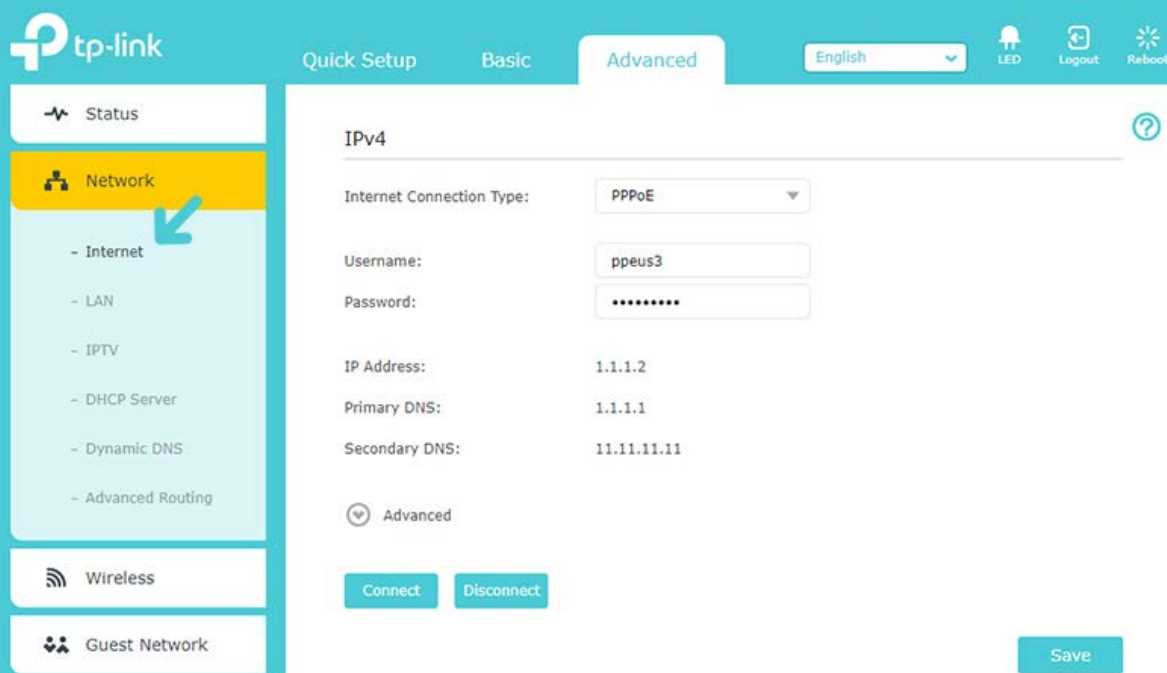 tp-link
Quick Setup
Basic
Advanced
English
LED
Logout
Reboot
Status
Network
- Internet
- LAN
- IPTV
- DHCP Server
- Dynamic DNS
- Advanced Routing
Wireless
Guest Network
IPv4
?
Internet Connection Type: PPPoE
Username: ppeus3
Password: •••••••••
IP Address: 1.1.1.2
Primary DNS: 1.1.1.1
Secondary DNS: 11.11.11.11
Advanced
Connect
Disconnect
Save